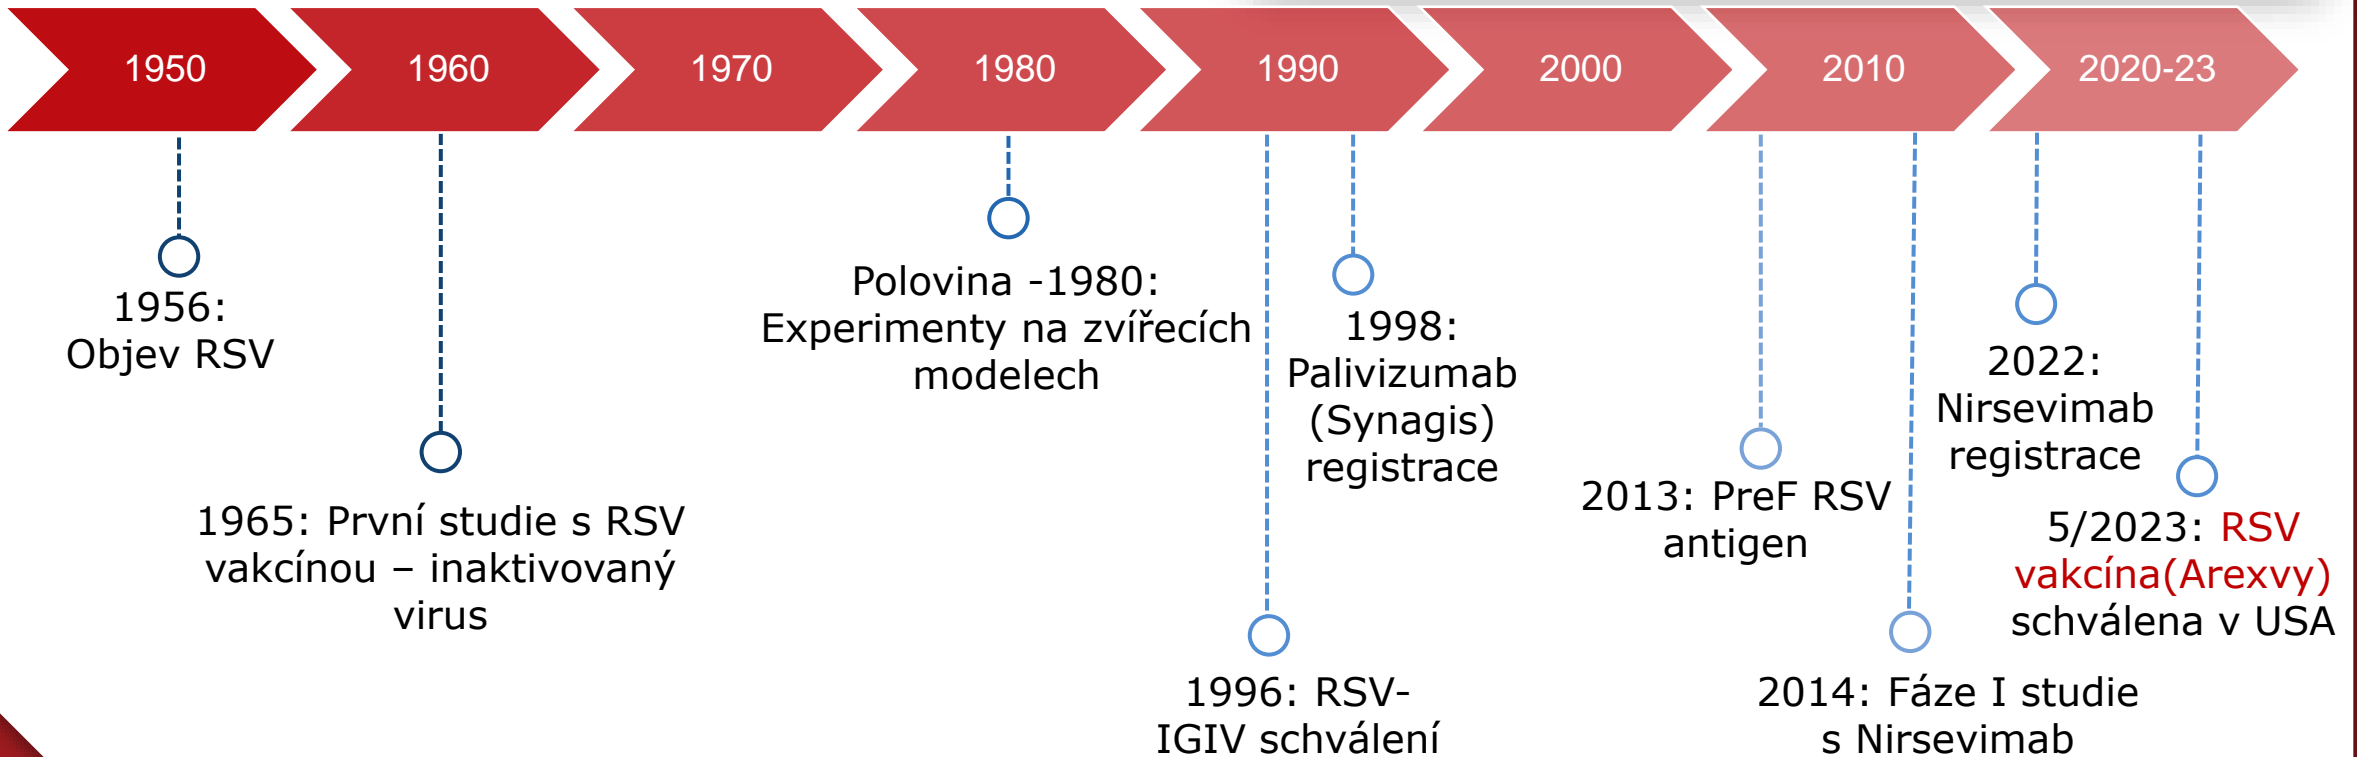 1950
1960
1970
1980
1990
2000
2010
2020-23
1956:
Objev RSV
1965: První studie s RSV
vakcínou – inaktivovaný
virus
Polovina -1980:
Experimenty na zvířecích
modelech
1996: RSV-
IGIV schválení
1998:
Palivizumab
(Synagis)
registrace
2013: PreF RSV
antigen
2014: Fáze I studie
s Nirsevimab
2022:
Nirsevimab
registrace
5/2023: RSV
vakcína(Arexvy)
schválena v USA